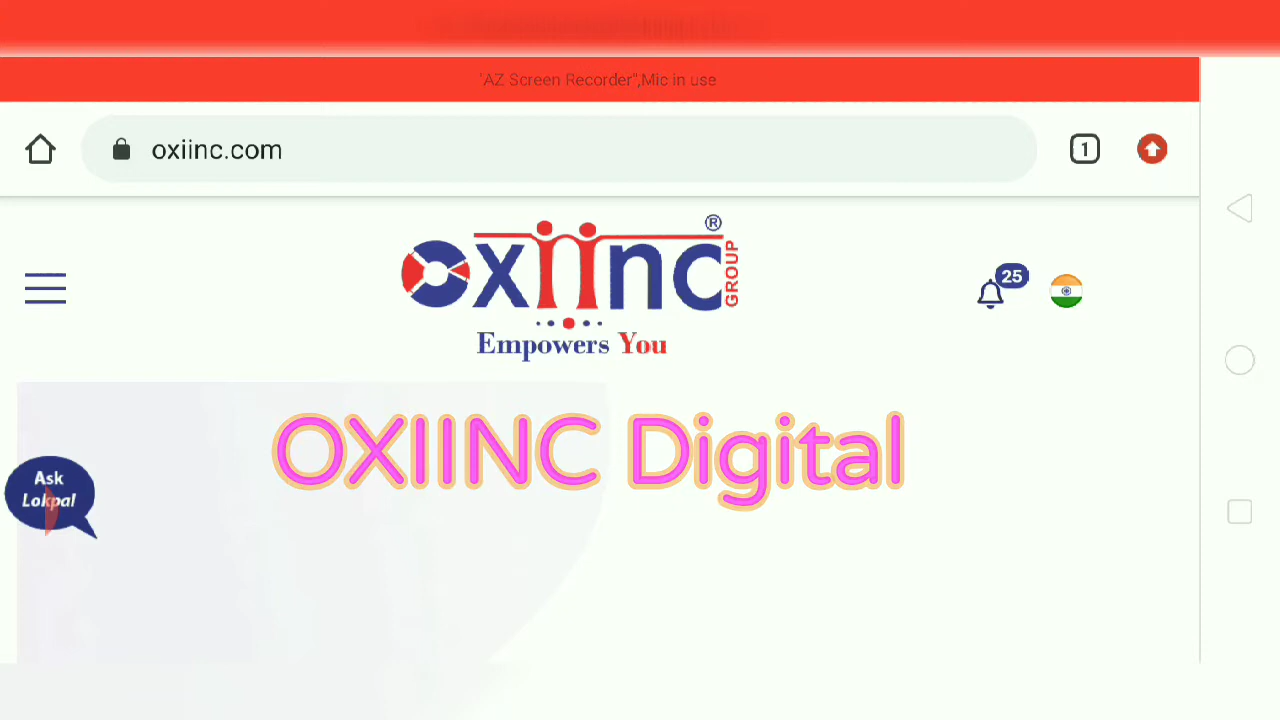 "AZ Screen Recorder",Mic in use
oxiinc.com
1
oxiinc
®
GROUP
25
Empowers You
OXIINC Digital
Ask
Lokpal